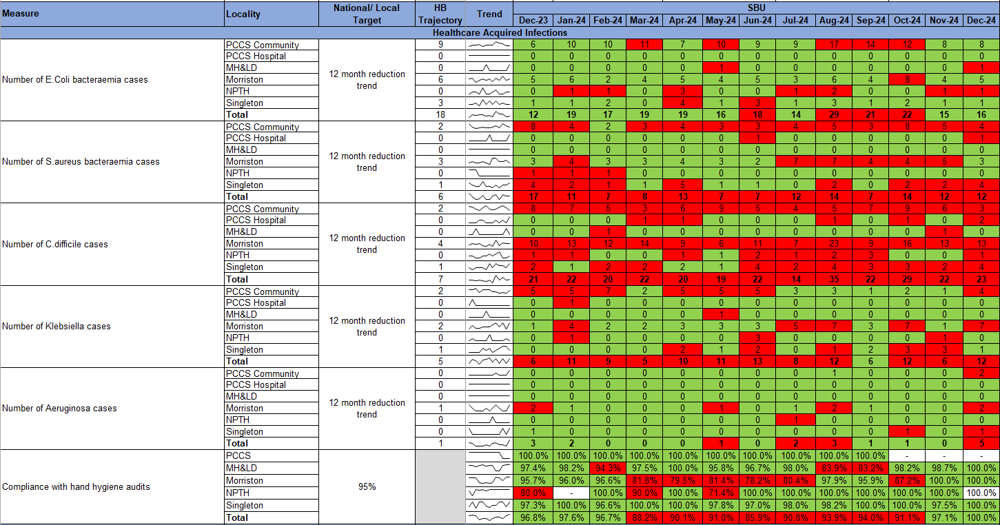 Measure Locality National/ Local Target HB Trajectory Trend SBU
Dec-23 Jan-24 Feb-24 Mar-24 Apr-24 May-24 Jun-24 Jul-24 Aug-24 Sep-24 Oct-24 Nov-24 Dec-24
Healthcare Acquired Infections
Number of E.Coli bacteraemia cases
12 month reduction trend
PCCS Community 9 6 10 10 11 7 10 9 9 17 14 12 8 8
PCCS Hospital 0 0 0 0 0 0 0 0 0 0 0 0 0 0
MH&LD 0 0 0 0 0 0 1 0 0 0 0 0 0 1
Morriston 6 5 6 2 4 5 4 5 3 6 4 8 4 5
NPTH 0 0 1 1 0 3 0 0 1 2 0 0 1 1
Singleton 3 1 1 2 0 4 1 3 1 3 1 2 1 1
Total 18 12 19 17 19 19 16 18 14 29 21 22 15 16
Number of S.aureus bacteraemia cases
12 month reduction trend
PCCS Community 2 8 4 2 3 4 3 3 4 5 3 8 5 4
PCCS Hospital 0 0 0 0 0 0 0 1 0 0 0 0 0 1
MH&LD 0 0 0 0 0 0 0 0 0 0 0 0 0 0
Morriston 3 3 4 3 3 4 3 2 7 7 4 4 5 3
NPTH 0 1 1 1 0 0 0 0 0 0 0 0 0 0
Singleton 1 4 2 1 1 5 1 1 0 2 0 2 2 4
Total 6 17 11 7 8 13 7 7 12 14 7 14 12 12
Number of C.difficile cases
12 month reduction trend
PCCS Community 2 8 7 5 3 6 9 5 4 5 7 9 6 3
PCCS Hospital 0 0 0 0 1 1 0 0 0 1 0 1 0 2
MH&LD 0 0 0 1 0 0 0 0 0 0 0 0 1 0
Morriston 4 10 13 12 14 9 6 11 7 23 9 16 13 13
NPTH 0 1 1 0 0 1 1 2 1 2 3 0 0 1
Singleton 1 2 1 2 2 2 1 4 2 4 3 3 2 4
Total 7 21 22 20 22 20 19 22 14 35 22 29 22 23
Number of Klebsiella cases
12 month reduction trend
PCCS Community 2 5 5 7 2 5 5 5 3 3 1 2 1 4
PCCS Hospital 0 0 1 0 0 0 0 0 0 0 0 0 0 0
MH&LD 0 0 0 0 0 0 1 0 0 0 0 0 0 0
Morriston 2 1 4 2 2 3 3 3 5 7 3 7 1 7
NPTH 0 0 1 0 0 0 0 3 0 0 0 0 1 0
Singleton 1 0 0 0 0 2 1 2 0 1 2 3 3 1
Total 5 6 11 9 5 10 11 13 8 12 6 12 6 12
Number of Aeruginosa cases
12 month reduction trend
PCCS Community 0 0 0 0 0 0 0 0 0 1 0 0 0 2
PCCS Hospital 0 0 0 0 0 0 0 0 0 0 0 0 0 0
MH&LD 0 0 0 0 0 0 0 0 0 0 0 0 0 0
Morriston 1 2 1 0 0 0 1 0 1 2 1 0 0 2
NPTH 0 0 0 0 0 0 0 0 1 0 0 0 0 0
Singleton 0 1 0 0 0 0 0 0 0 0 0 1 0 1
Total 1 3 2 0 0 0 1 0 2 3 1 1 0 5
Compliance with hand hygiene audits
95%
PCCS 100.0% 100.0% 100.0% 100.0% 100.0% 100.0% 100.0% 100.0% 100.0% 100.0% - - -
MH&LD 97.4% 98.2% 94.3% 97.5% 100.0% 95.8% 96.7% 98.0% 83.9% 83.2% 98.2% 98.7% 100.0%
Morriston 95.7% 96.0% 96.6% 81.8% 79.5% 81.4% 78.2% 80.4% 97.9% 95.9% 87.2% 100.0% 100.0%
NPTH 80.0% - 100.0% 90.0% 100.0% 71.4% 100.0% 100.0% 100.0% 100.0% 100.0% 100.0% 100.0%
Singleton 97.3% 100.0% 96.6% 100.0% 100.0% 97.8% 97.0% 98.0% 98.2% 100.0% 100.0% 97.5% 100.0%
Total 96.8% 97.6% 96.7% 88.2% 90.1% 91.0% 85.9% 90.8% 93.9% 94.0% 91.1% 97.1% 100.0%